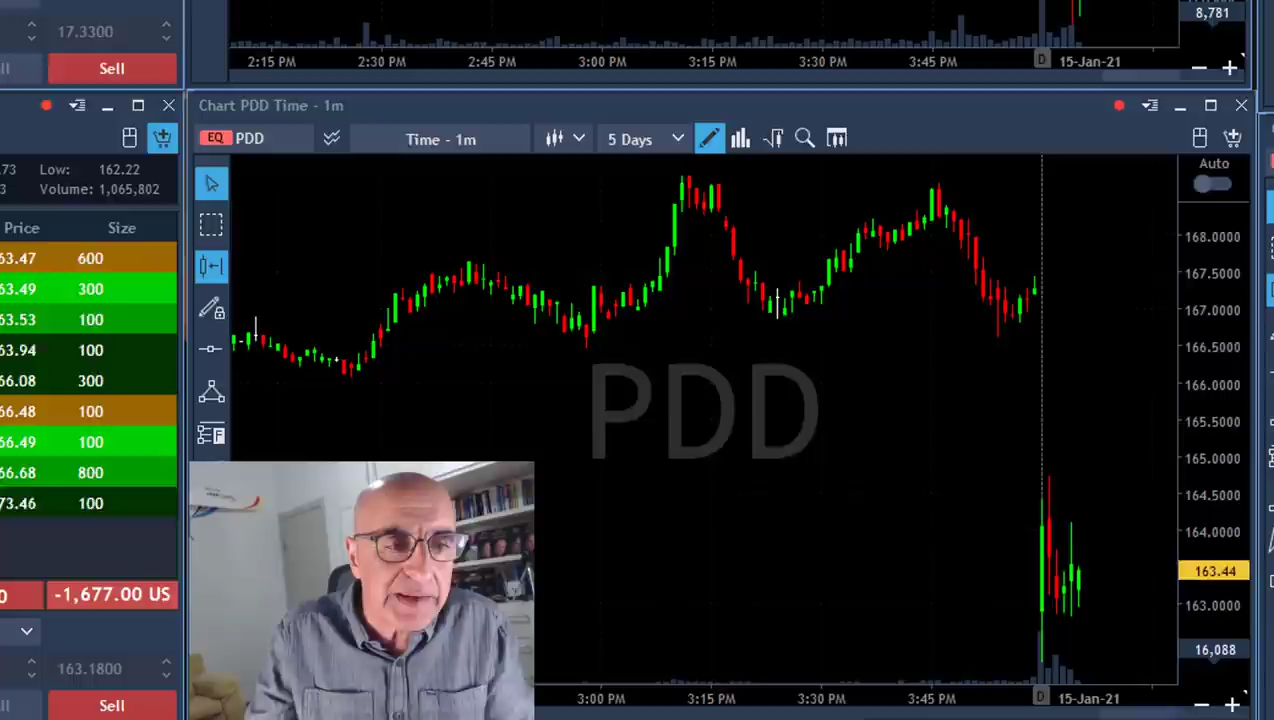 17.3300
8,781
Sell
2:15 PM 2:30 PM 2:45 PM 3:00 PM 3:15 PM 3:30 PM 3:45 PM D 15-Jan-21
Chart PDD Time - 1m
EQ PDD Time - 1m 5 Days
.73 Low: 162.22
3 Volume: 1,065,802
Auto
Price Size
63.47 600
63.49 300
63.53 100
63.94 100
66.08 300
66.48 100
66.49 100
66.68 800
73.46 100
F
PDD
168.0000
167.5000
167.0000
166.5000
166.0000
165.5000
165.0000
164.5000
164.0000
163.44
163.0000
16,088
0 -1,677.00 US
163.1800
Sell
3:00 PM 3:15 PM 3:30 PM 3:45 PM D 15-Jan-21